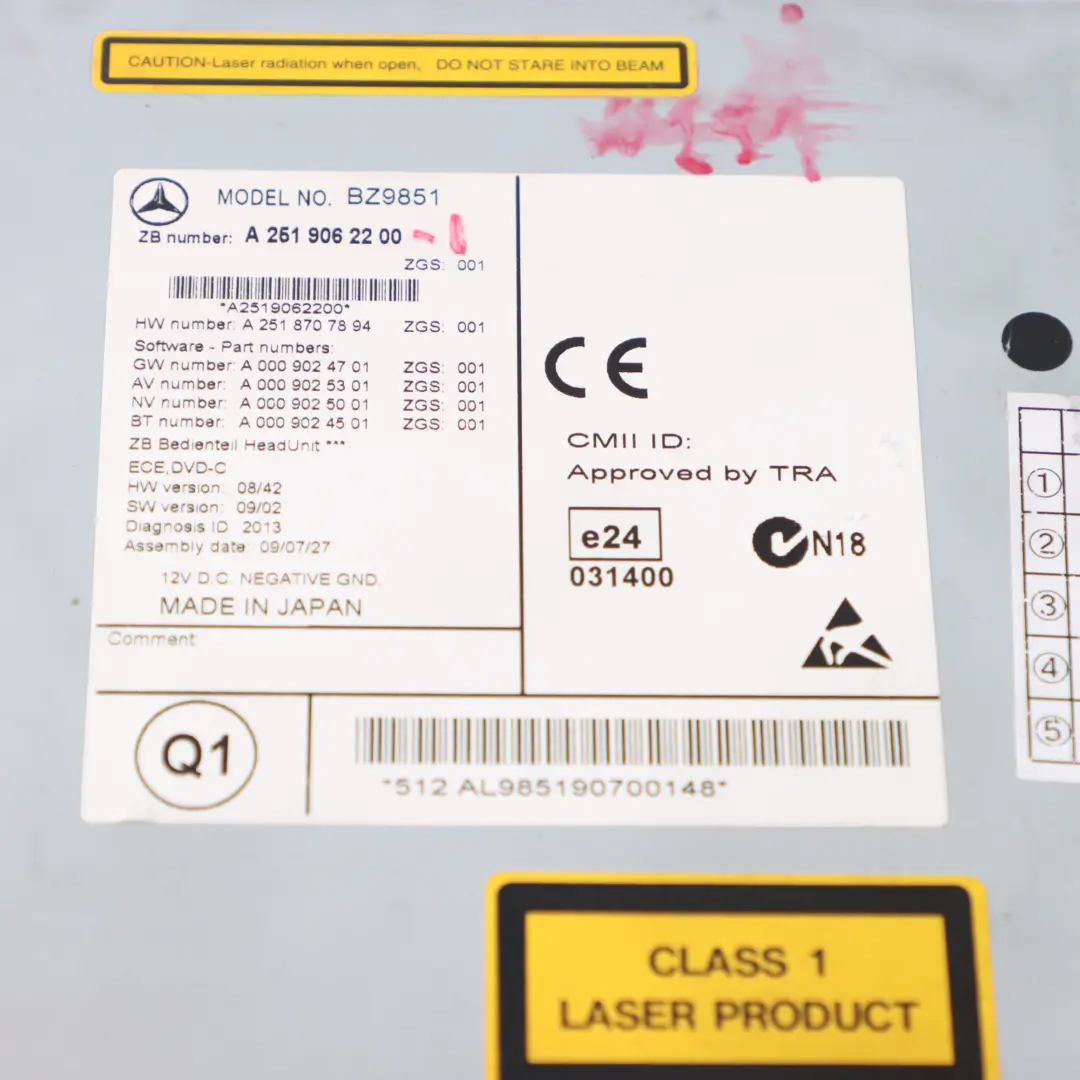 CAUTION-Laser radiation when open, DO NOT STARE INTO BEAM
MODEL NO. BZ9851
ZB number: A 251 906 22 00
ZGS: 001
*A2519062200*
HW number: A 251 870 78 94 ZGS: 001
Software - Part numbers:
GW number: A 000 902 47 01 ZGS: 001
AV number: A 000 902 53 01 ZGS: 001
NV number: A 000 902 50 01 ZGS: 001
BT number: A 000 902 45 01 ZGS: 001
ZB Bedienteil HeadUnit ***
ECE,DVD-C
HW version: 08/42
SW version: 09/02
Diagnosis ID 2013
Assembly date: 09/07/27
12V D.C. NEGATIVE GND.
MADE IN JAPAN
Comment:
CE
CMII ID:
Approved by TRA
e24
031400
N18
Q1
*512 AL985190700148*
①
②
③
④
⑤
CLASS 1
LASER PRODUCT